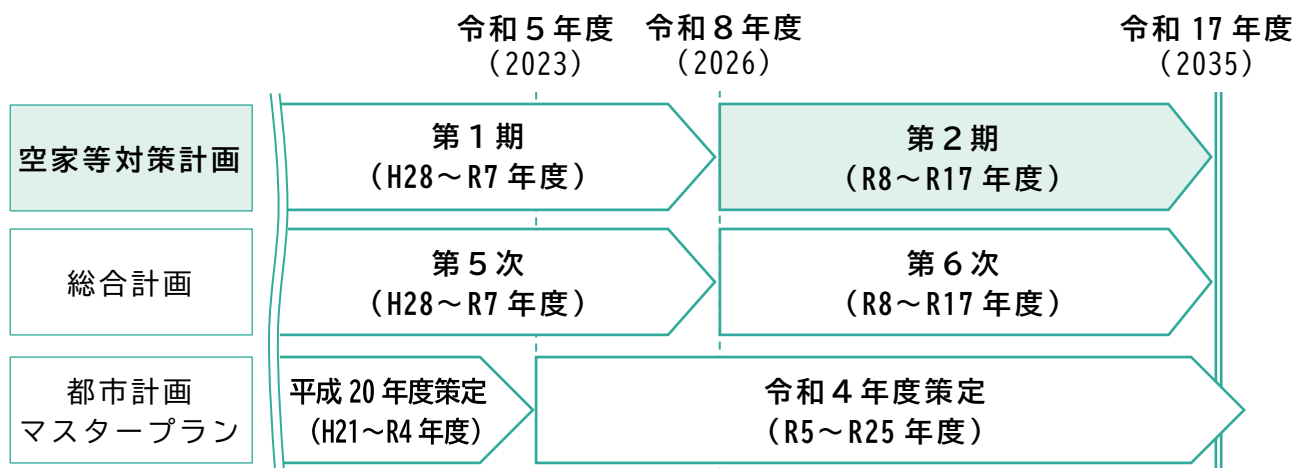 令和５年度 令和８年度 令和 17 年度
（2023） （2026） （2035）
空家等対策計画
第１期
（H28～R7 年度）
第２期
（R8～R17 年度）
総合計画
第５次
（H28～R7 年度）
第６次
（R8～R17 年度）
都市計画
マスタープラン
平成 20 年度策定
（H21～R4 年度）
令和４年度策定
（R5～R25 年度）